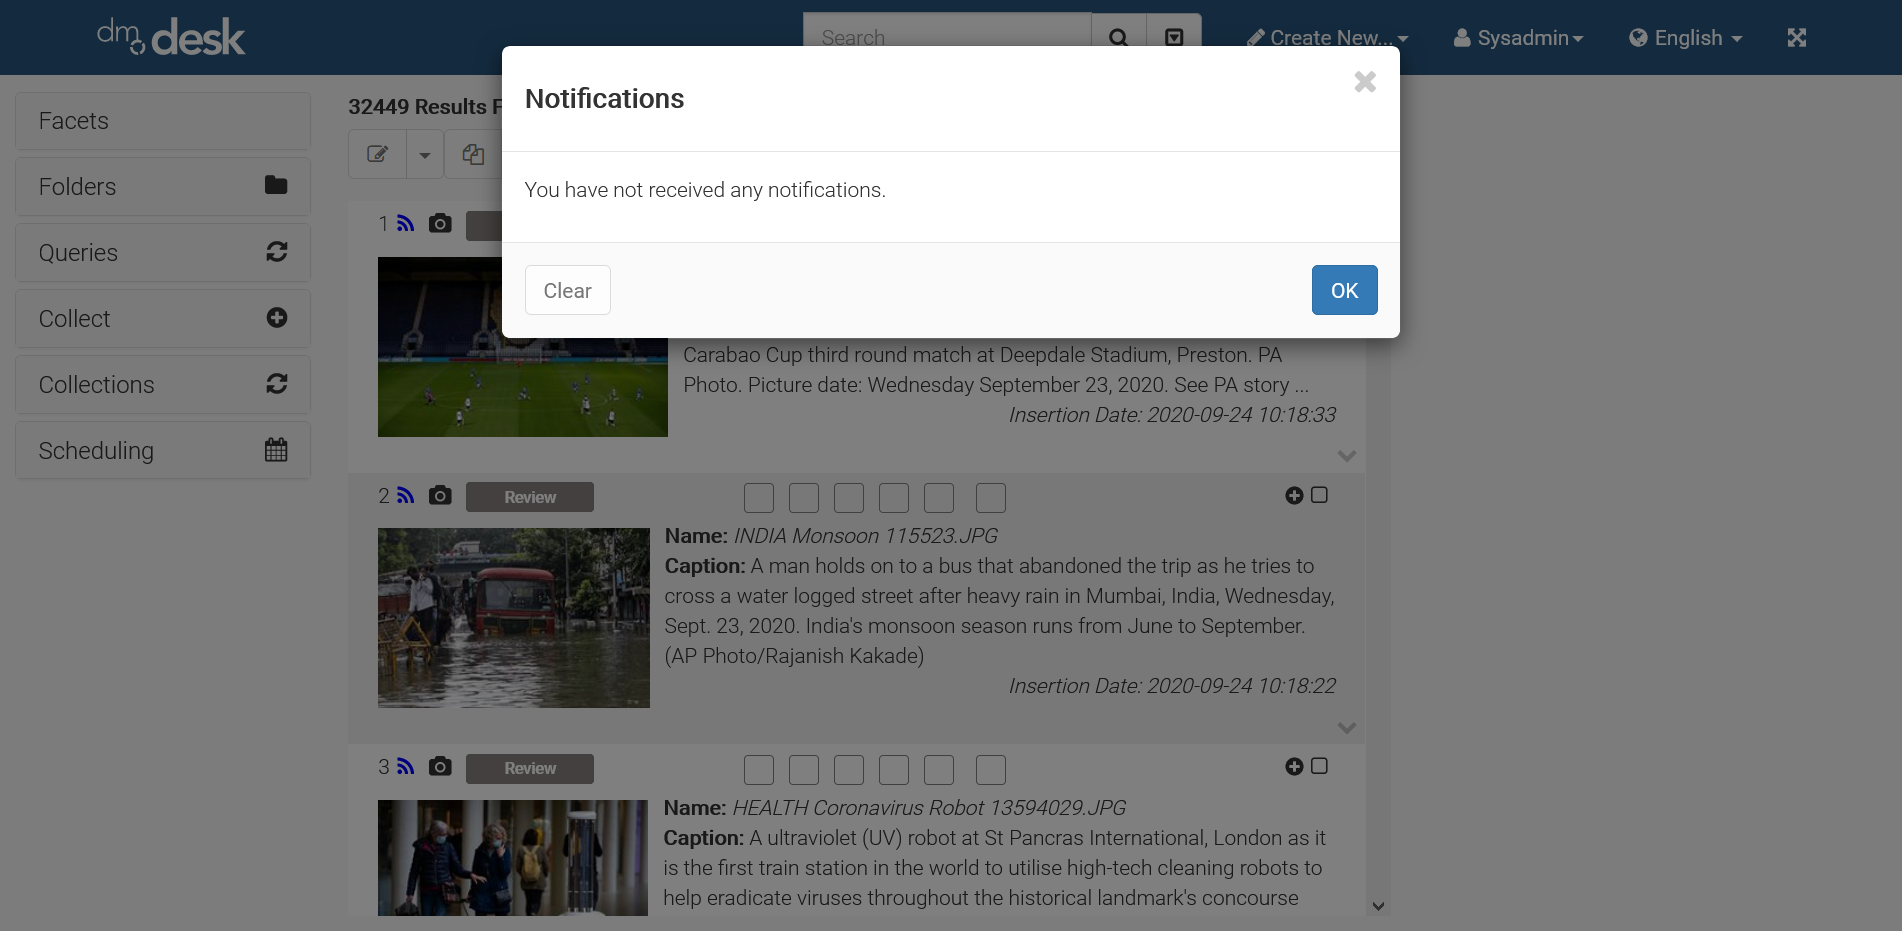 dm desk
Search
Create New...
Sysadmin
English
Notifications
You have not received any notifications.
Clear
OK
Facets
Folders
Queries
Collect
Collections
Scheduling
32449 Results
1
Carabao Cup third round match at Deepdale Stadium, Preston. PA
Photo. Picture date: Wednesday September 23, 2020. See PA story ...
Insertion Date: 2020-09-24 10:18:33
2 Review
Name: INDIA Monsoon 115523.JPG
Caption: A man holds on to a bus that abandoned the trip as he tries to
cross a water logged street after heavy rain in Mumbai, India, Wednesday,
Sept. 23, 2020. India's monsoon season runs from June to September.
(AP Photo/Rajanish Kakade)
Insertion Date: 2020-09-24 10:18:22
3 Review
Name: HEALTH Coronavirus Robot 13594029.JPG
Caption: A ultraviolet (UV) robot at St Pancras International, London as it
is the first train station in the world to utilise high-tech cleaning robots to
help eradicate viruses throughout the historical landmark's concourse